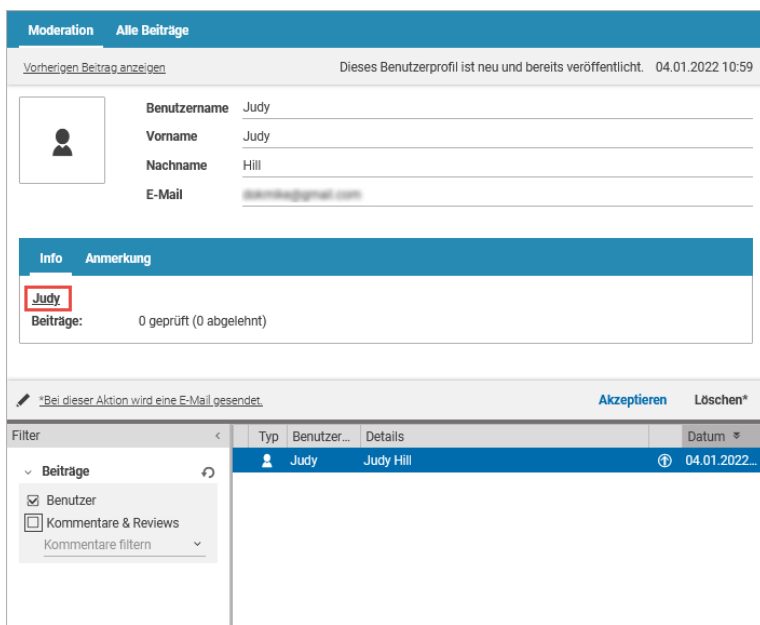 Moderation Alle Beiträge
Vorherigen Beitrag anzeigen Dieses Benutzerprofil ist neu und bereits veröffentlicht. 04.01.2022 10:59
Benutzername Judy
Vorname Judy
Nachname Hill
E-Mail
Info Anmerkung
Judy
Beiträge: 0 geprüft (0 abgelehnt)
*Bei dieser Aktion wird eine E-Mail gesendet. Akzeptieren Löschen*
Filter Typ Benutzer... Details Datum
Judy Judy Hill 04.01.2022...
Beiträge
Benutzer
Kommentare & Reviews
Kommentare filtern